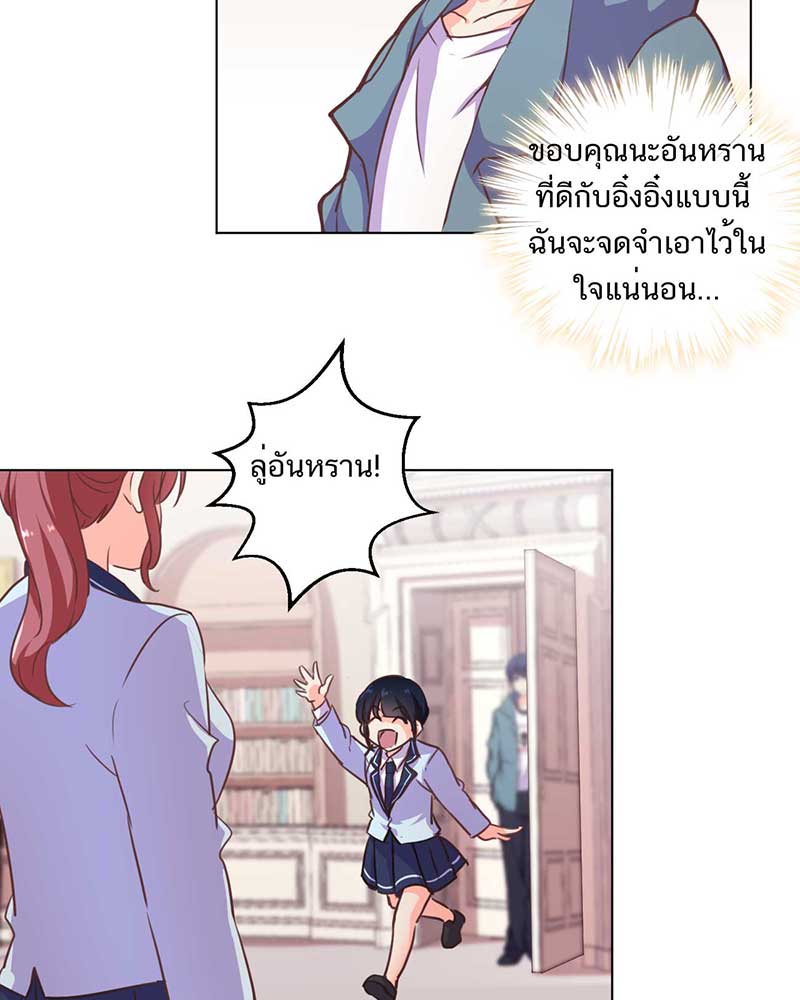 ขอบคุณนะอันหราน
ที่ดีกับอิ๋งอิ๋งแบบนี้
ฉันจะจดจำเอาไว้ใน
ใจแน่นอน...
ลู่อันหราน!